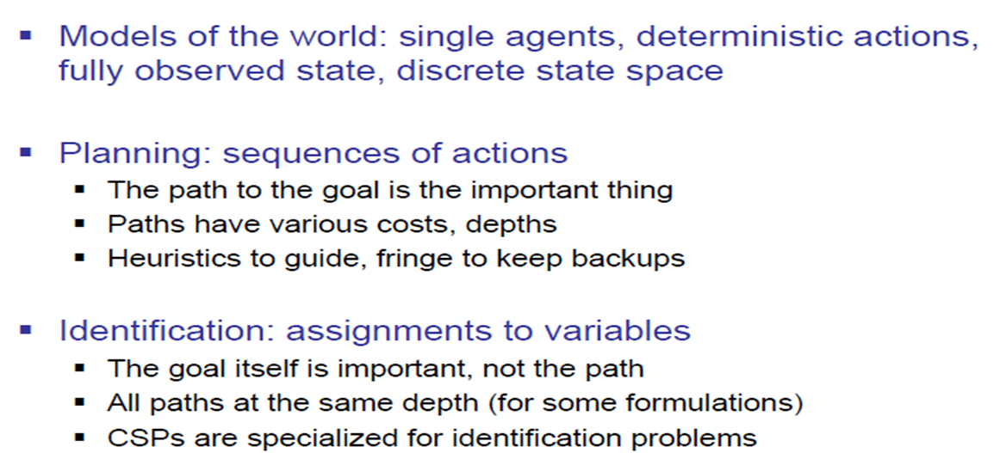 ▪ Models of the world: single agents, deterministic actions,
fully observed state, discrete state space
▪ Planning: sequences of actions
▪ The path to the goal is the important thing
▪ Paths have various costs, depths
▪ Heuristics to guide, fringe to keep backups
▪ Identification: assignments to variables
▪ The goal itself is important, not the path
▪ All paths at the same depth (for some formulations)
▪ CSPs are specialized for identification problems